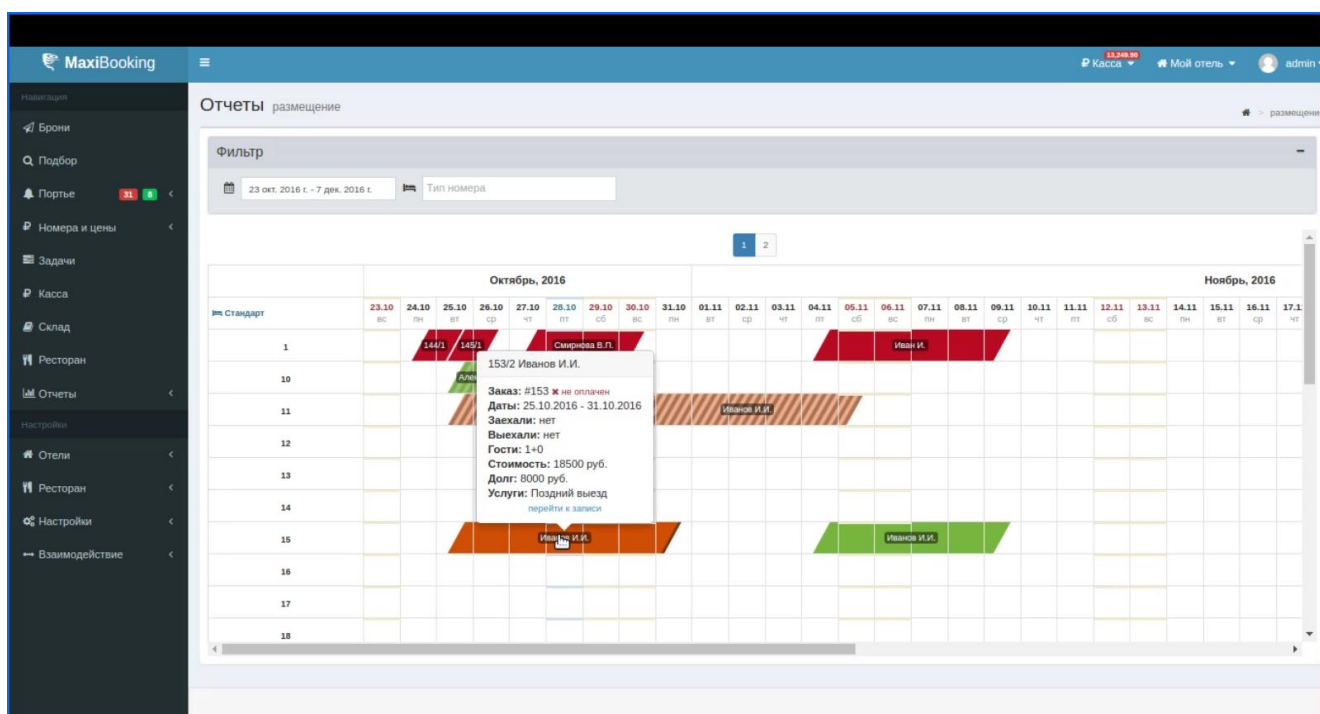 MaxiBooking
13,249.90
Касса
Мой отель
admin
Навигация
Брони
Подбор
Портье 31 8
Номера и цены
Задачи
Касса
Склад
Ресторан
Отчеты
Настройки
Отели
Ресторан
Настройки
Взаимодействие
Отчеты размещение
> размещени
Фильтр
23 окт. 2016 г. - 7 дек. 2016 г.
Тип номера
1 2
Октябрь, 2016
Ноябрь, 2016
Стандарт
23.10 24.10 25.10 26.10 27.10 28.10 29.10 30.10 31.10 01.11 02.11 03.11 04.11 05.11 06.11 07.11 08.11 09.11 10.11 11.11 12.11 13.11 14.11 15.11 16.11 17.1
вс пн вт ср чт пт сб вс пн вт ср чт пт сб вс пн вт ср чт пт сб вс пн вт ср чт
1 144/1 145/1 Смирнова В.П. Иван И.
10 Алек
11 Иванов И.И.
12
13
14
15 Иванов И.И. Иванов И.И.
16
17
18
153/2 Иванов И.И.
Заказ: #153 не оплачен
Даты: 25.10.2016 - 31.10.2016
Заехали: нет
Выехали: нет
Гости: 1+0
Стоимость: 18500 руб.
Долг: 8000 руб.
Услуги: Поздний выезд
перейти к записи